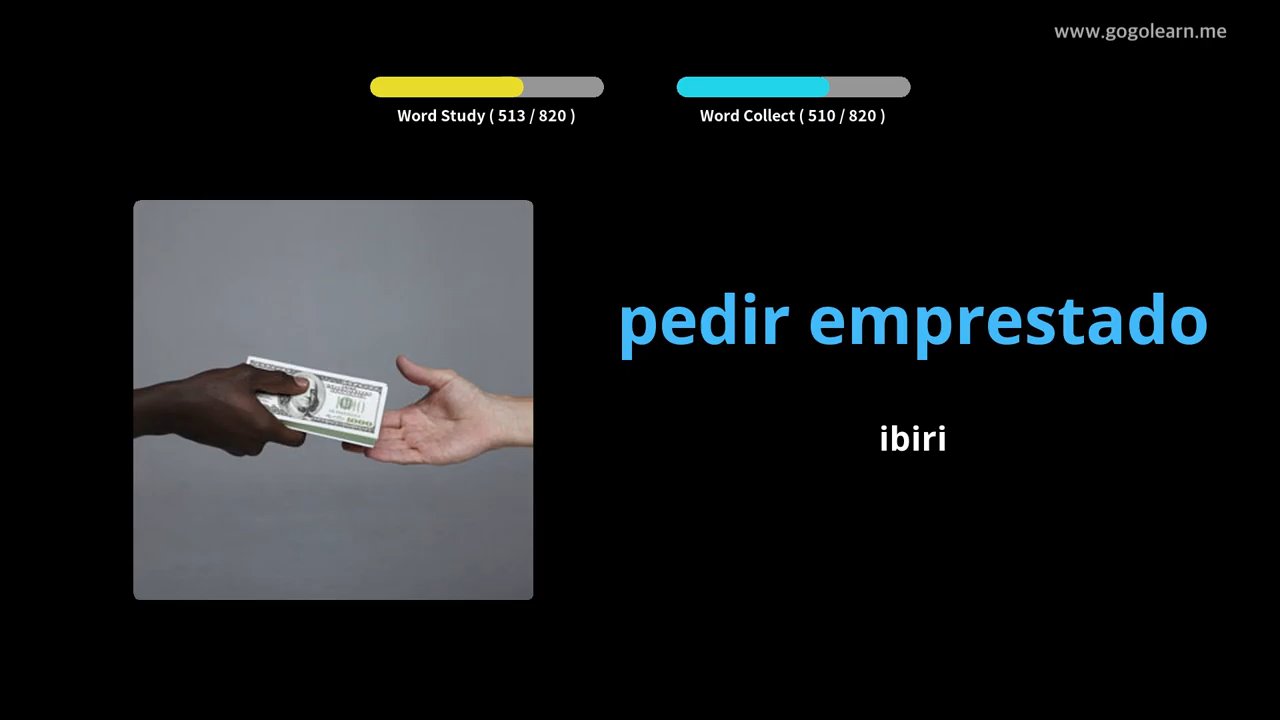 www.gogolearn.me
Word Study ( 513 / 820 )
Word Collect ( 510 / 820 )
pedir emprestado
ibiri